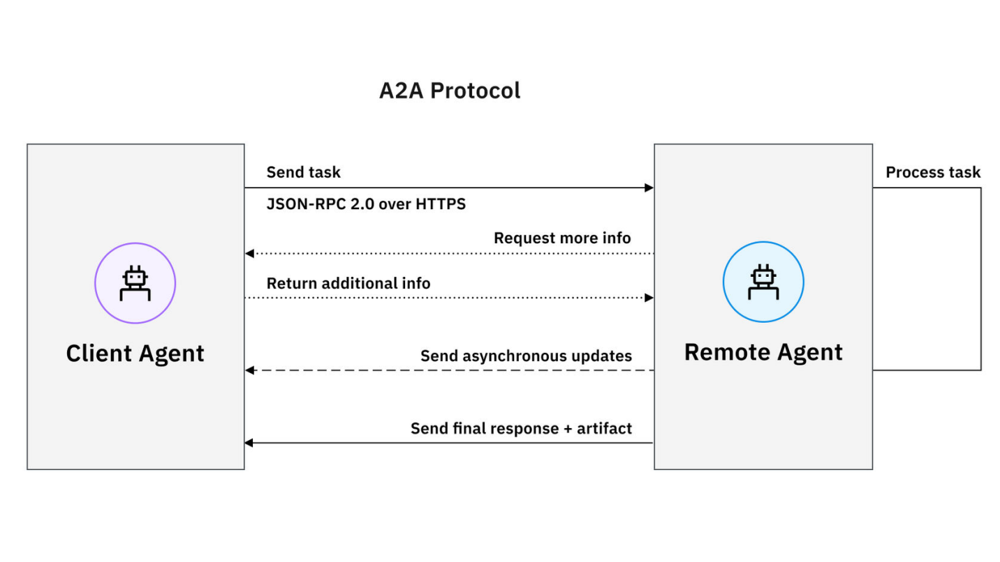 A2A Protocol
Send task
Process task
JSON-RPC 2.0 over HTTPS
Request more info
Return additional info
Client Agent
Remote Agent
Send asynchronous updates
Send final response + artifact